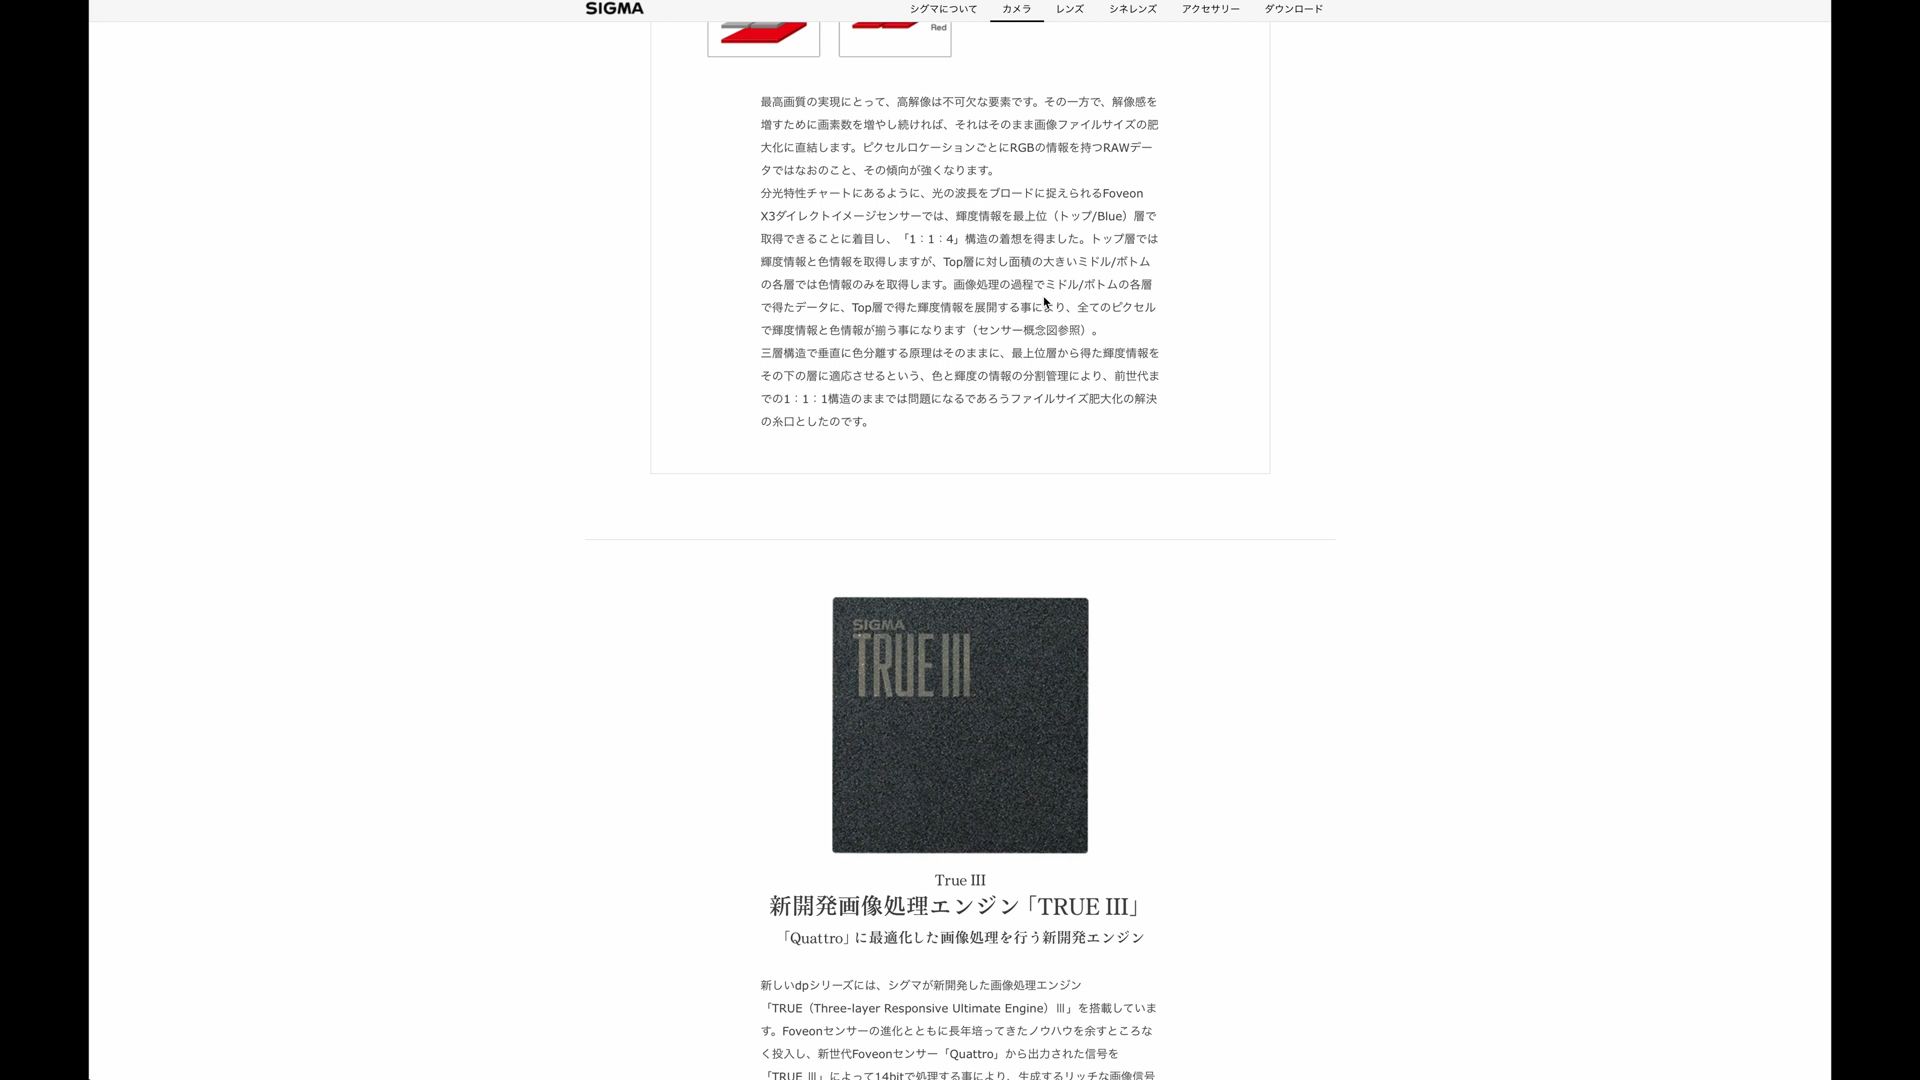 SIGMA
シグマについて カメラ レンズ シネレンズ アクセサリー ダウンロード
Red
最高画質の実現にとって、高解像は不可欠な要素です。その一方で、解像感を
増すために画素数を増やし続ければ、それはそのまま画像ファイルサイズの肥
大化に直結します。ピクセルロケーションごとにRGBの情報を持つRAWデー
タではなおのこと、その傾向が強くなります。
分光特性チャートにあるように、光の波長をブロードに捉えられるFoveon
X3ダイレクトイメージセンサーでは、輝度情報を最上位（トップ/Blue）層で
取得できることに着目し、「1：1：4」構造の着想を得ました。トップ層では
輝度情報と色情報を取得しますが、Top層に対し面積の大きいミドル/ボトム
の各層では色情報のみを取得します。画像処理の過程でミドル/ボトムの各層
で得たデータに、Top層で得た輝度情報を展開する事により、全てのピクセル
で輝度情報と色情報が揃う事になります（センサー概念図参照）。
三層構造で垂直に色分離する原理はそのままに、最上位層から得た輝度情報を
その下の層に適応させるという、色と輝度の情報の分割管理により、前世代ま
での1：1：1構造のままでは問題になるであろうファイルサイズ肥大化の解決
の糸口としたのです。
SIGMA
TRUE III
True III
新開発画像処理エンジン「TRUE III」
「Quattro」に最適化した画像処理を行う新開発エンジン
新しいdpシリーズには、シグマが新開発した画像処理エンジン
「TRUE（Three-layer Responsive Ultimate Engine）Ⅲ」を搭載していま
す。Foveonセンサーの進化とともに長年培ってきたノウハウを余すところな
く投入し、新世代Foveonセンサー「Quattro」から出力された信号を
「TRUE Ⅲ」によって14bitで処理する事により、生成するリッチな画像信号